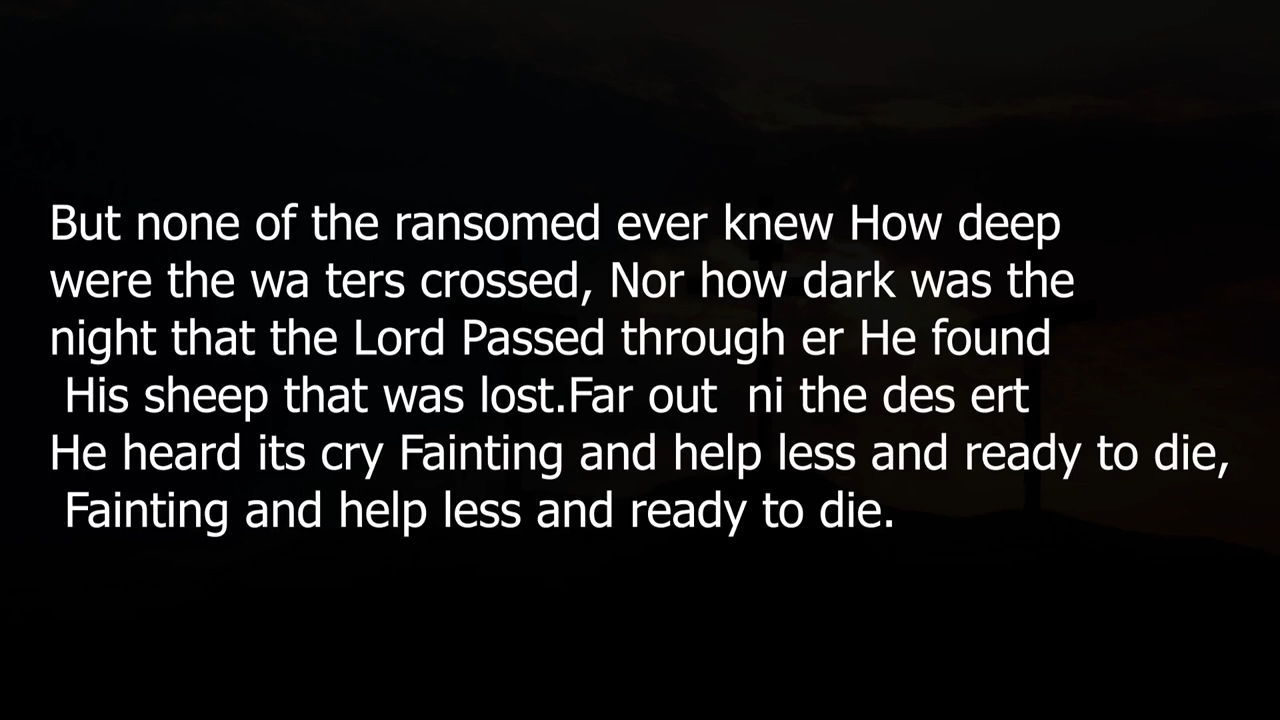 But none of the ransomed ever knew How deep
were the wa ters crossed, Nor how dark was the
night that the Lord Passed through er He found
His sheep that was lost.Far out  ni the des ert
He heard its cry Fainting and help less and ready to die,
Fainting and help less and ready to die.